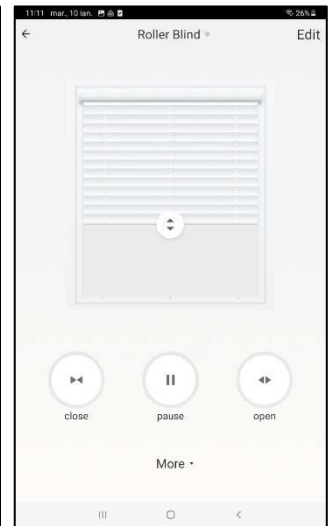 11:11 mar., 10 ian. 26%
Roller Blind
Edit
close
pause
open
More